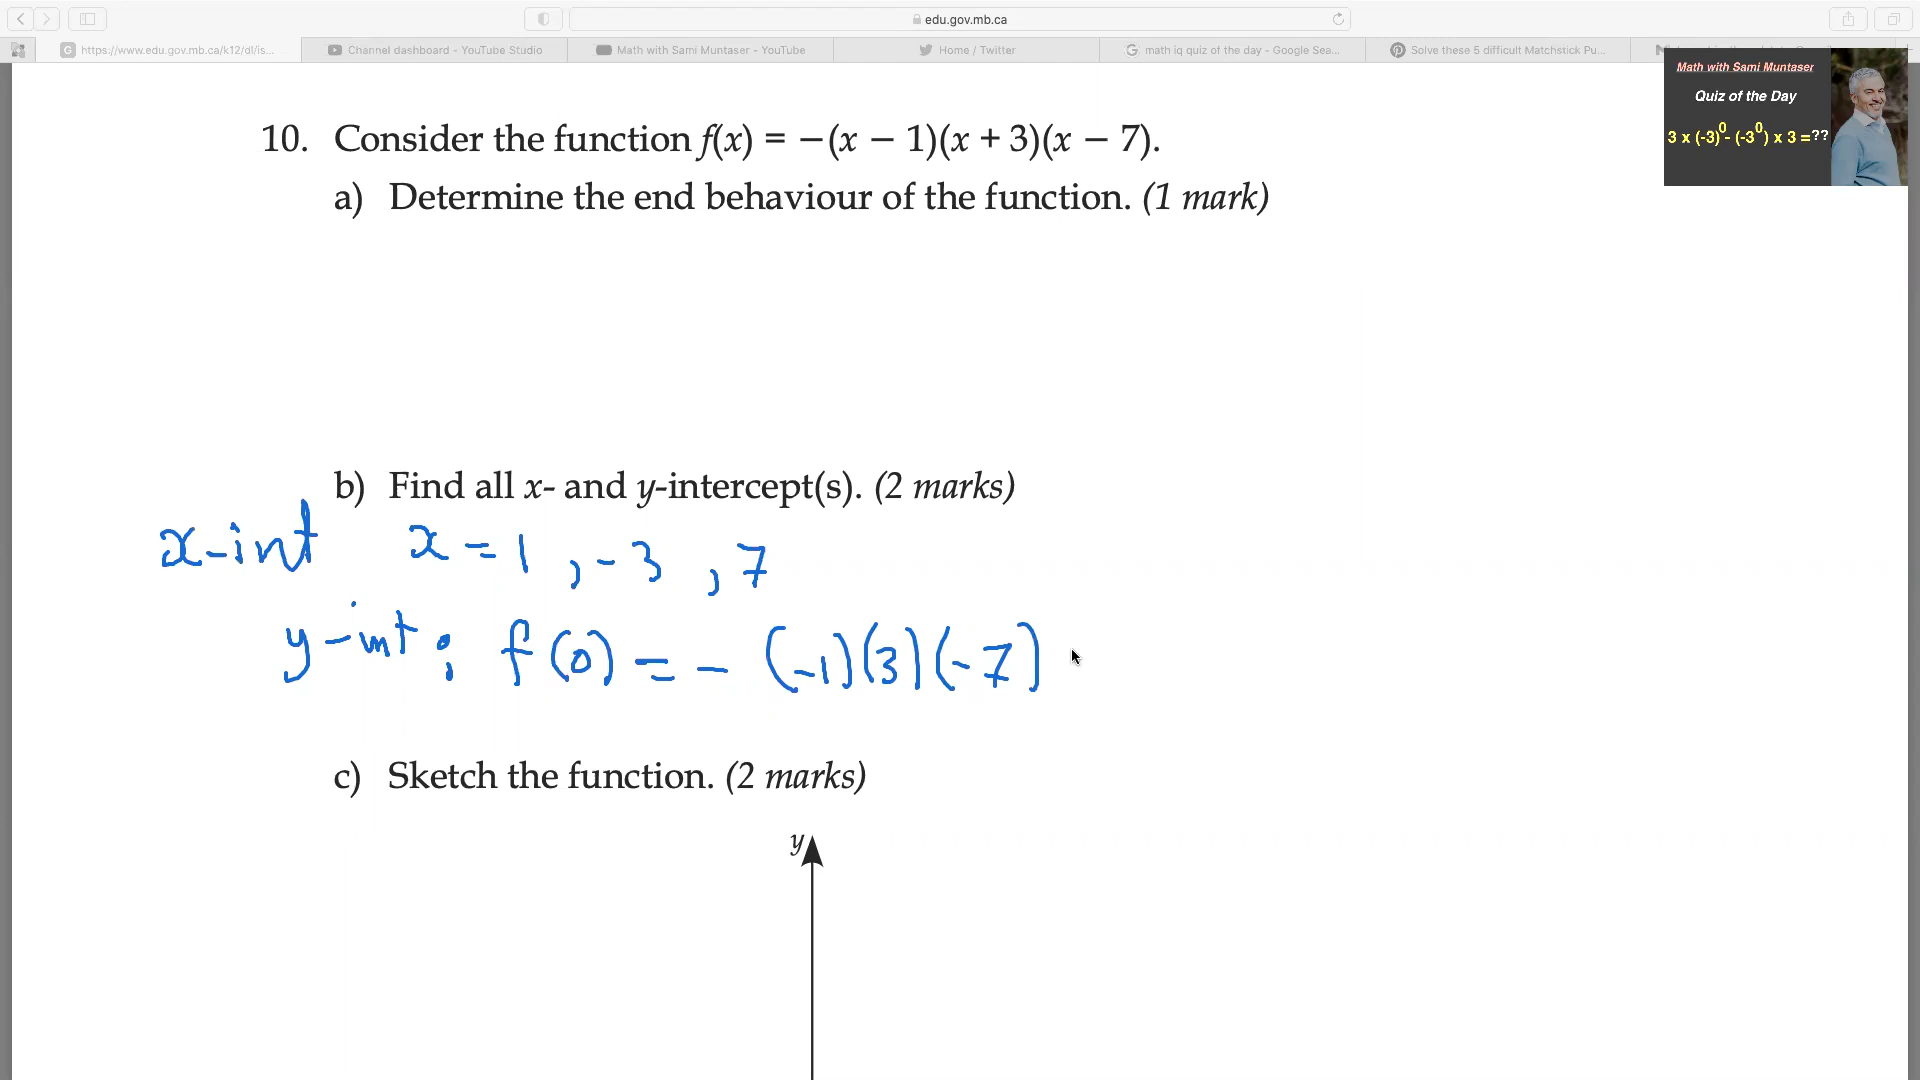 edu.gov.mb.ca
https://www.edu.gov.mb.ca/k12/dl/is... Channel dashboard - YouTube Studio Math with Sami Muntaser - YouTube Home / Twitter math iq quiz of the day - Google Sea... Solve these 5 difficult Matchstick Pu...
Math with Sami Muntaser
Quiz of the Day
3 x (-3)⁰- (-3⁰) x 3 =??
10. Consider the function f(x) = −(x − 1)(x + 3)(x − 7).
a) Determine the end behaviour of the function. (1 mark)
b) Find all x- and y-intercept(s). (2 marks)
x-int x = 1 , -3 , 7
y-int : f(0) = - (-1)(3)(-7)
c) Sketch the function. (2 marks)
y